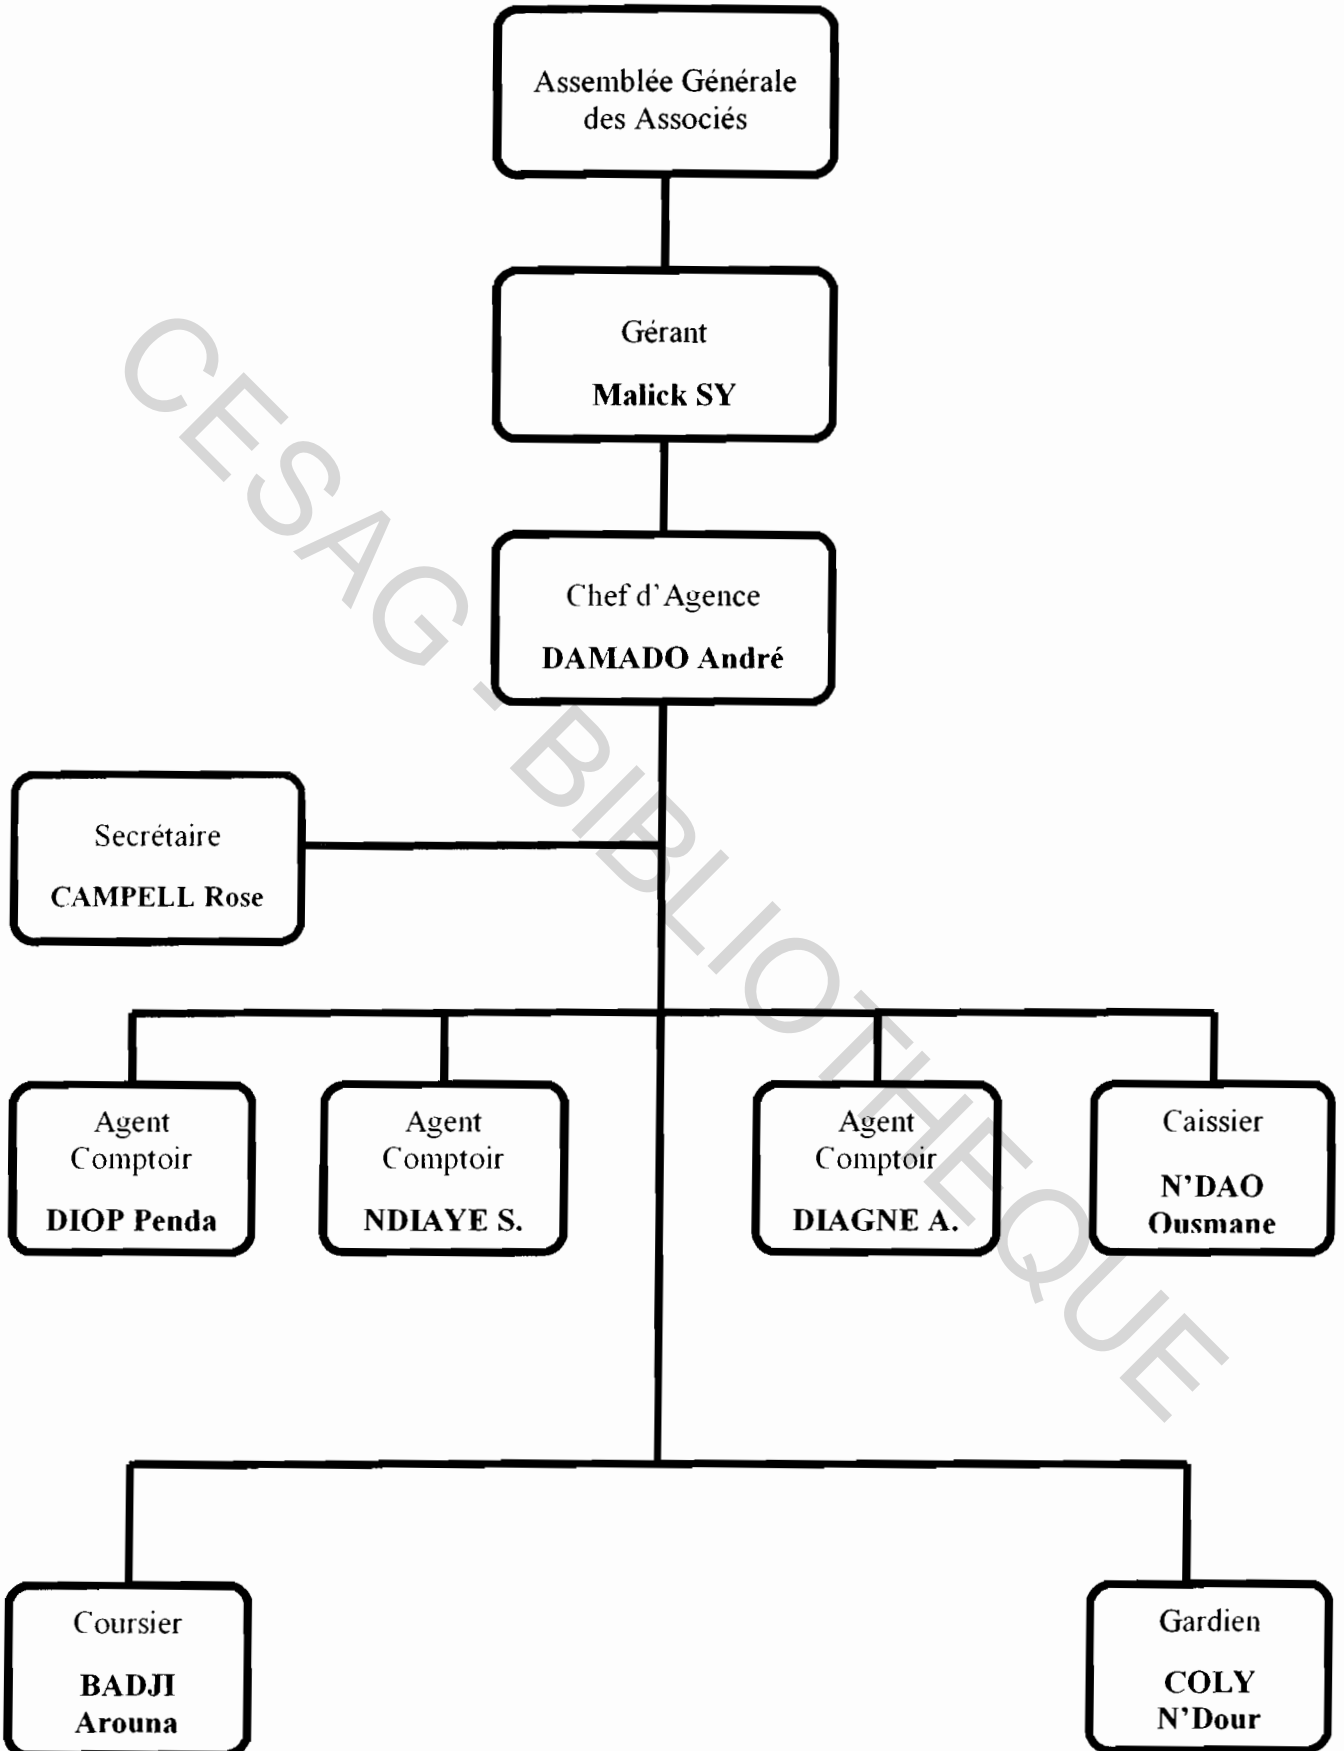 Assemblée Générale
des Associés
Gérant
Malick SY
Chef d'Agence
DAMADO André
Secrétaire
CAMPELL Rose
Agent
Comptoir
DIOP Penda
Agent
Comptoir
NDIAYE S.
Agent
Comptoir
DIAGNE A.
Caissier
N'DAO
Ousmane
Coursier
BADJI
Arouna
Gardien
COLY
N'Dour
CESAG - BIBLIOTHEQUE